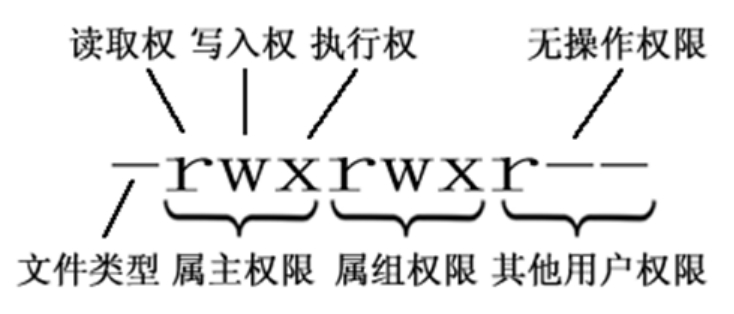 读取权 写入权 执行权 无操作权限
-rwxrwxr--
文件类型 属主权限 属组权限 其他用户权限